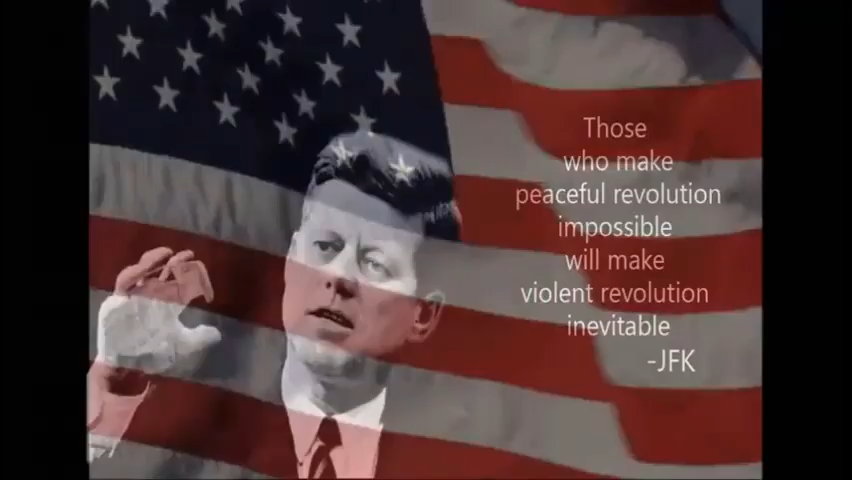 Those
who make
peaceful revolution
impossible
will make
violent revolution
inevitable
-JFK